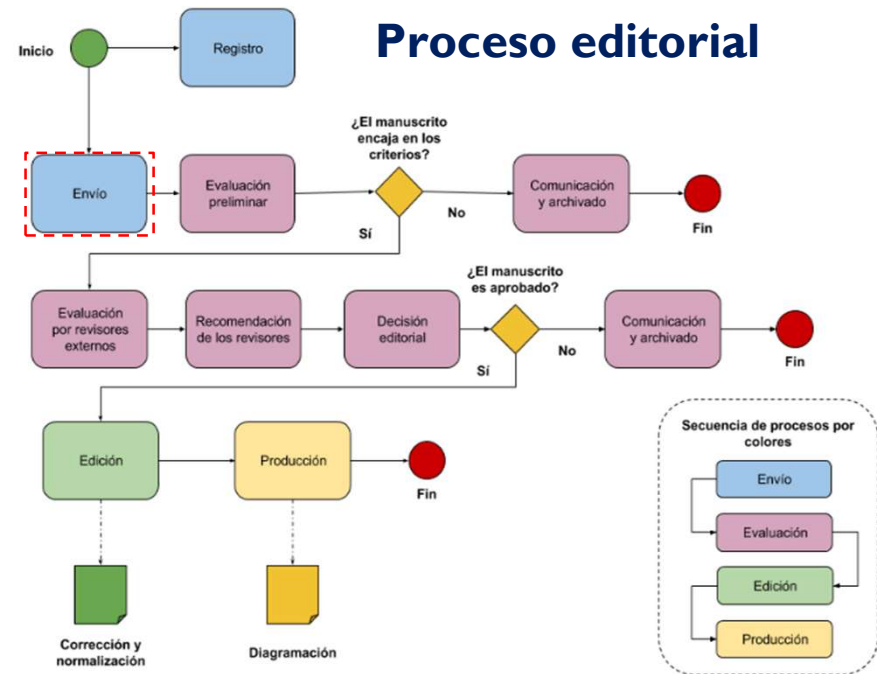 Proceso editorial
Inicio
Registro
¿El manuscrito
encaja en los
criterios?
Envío
Evaluación
preliminar
No
Comunicación
y archivado
Fin
Sí
¿El manuscrito
es aprobado?
Evaluación
por revisores
externos
Recomendación
de los revisores
Decisión
editorial
No
Comunicación
y archivado
Fin
Sí
Edición
Producción
Fin
Corrección y
normalización
Diagramación
Secuencia de procesos por
colores
Envío
Evaluación
Edición
Producción